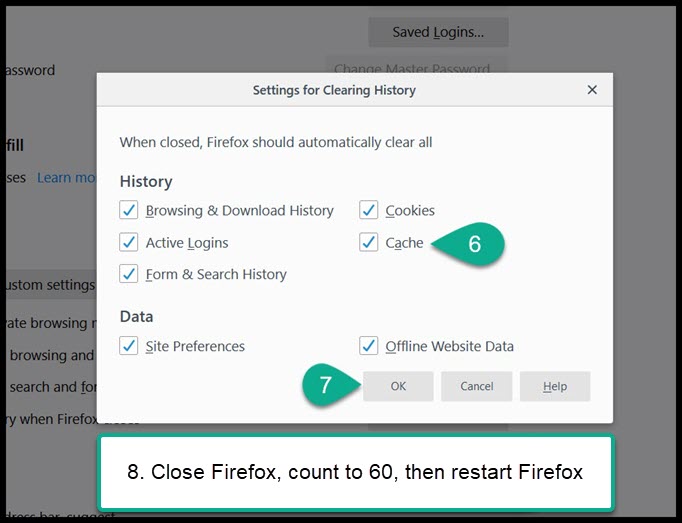 Saved Logins...
assword
Change Master Password
Settings for Clearing History
When closed, Firefox should automatically clear all
fill
ses Learn mo
History
Browsing & Download History
Cookies
Active Logins
Cache
6
Form & Search History
ustom settings
Data
vate browsing
Site Preferences
Offline Website Data
browsing and
7
OK
Cancel
Help
search and for
ry when Firefox closes
8. Close Firefox, count to 60, then restart Firefox
dress bar, suggest